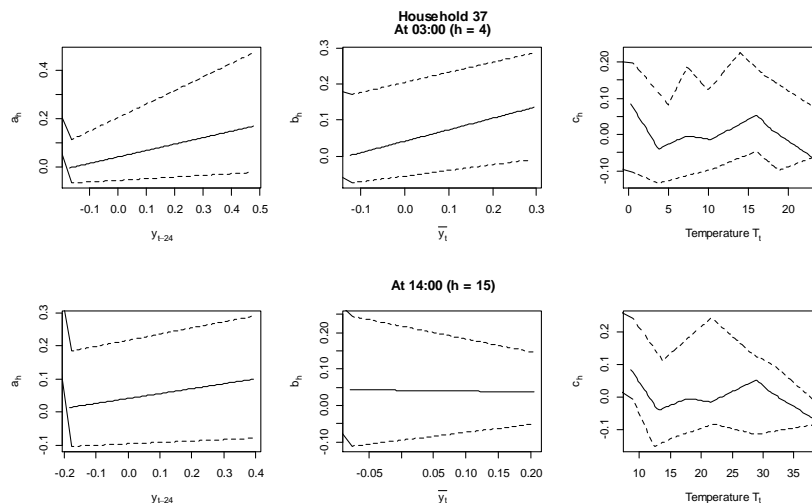 Household 37
At 03:00 (h = 4)
a_h
0.0 0.2 0.4
-0.1 0.0 0.1 0.2 0.3 0.4 0.5
y_{t-24}
b_h
0.0 0.1 0.2 0.3
-0.1 0.0 0.1 0.2 0.3
\overline{y_t}
c_h
-0.10 0.00 0.10 0.20
0 5 10 15 20
Temperature T_t
At 14:00 (h = 15)
a_h
-0.1 0.0 0.1 0.2 0.3
-0.2 -0.1 0.0 0.1 0.2 0.3 0.4
y_{t-24}
b_h
-0.10 0.00 0.10 0.20
-0.05 0.00 0.05 0.10 0.15 0.20
\overline{y_t}
c_h
-0.1 0.0 0.1 0.2
10 15 20 25 30 35
Temperature T_t